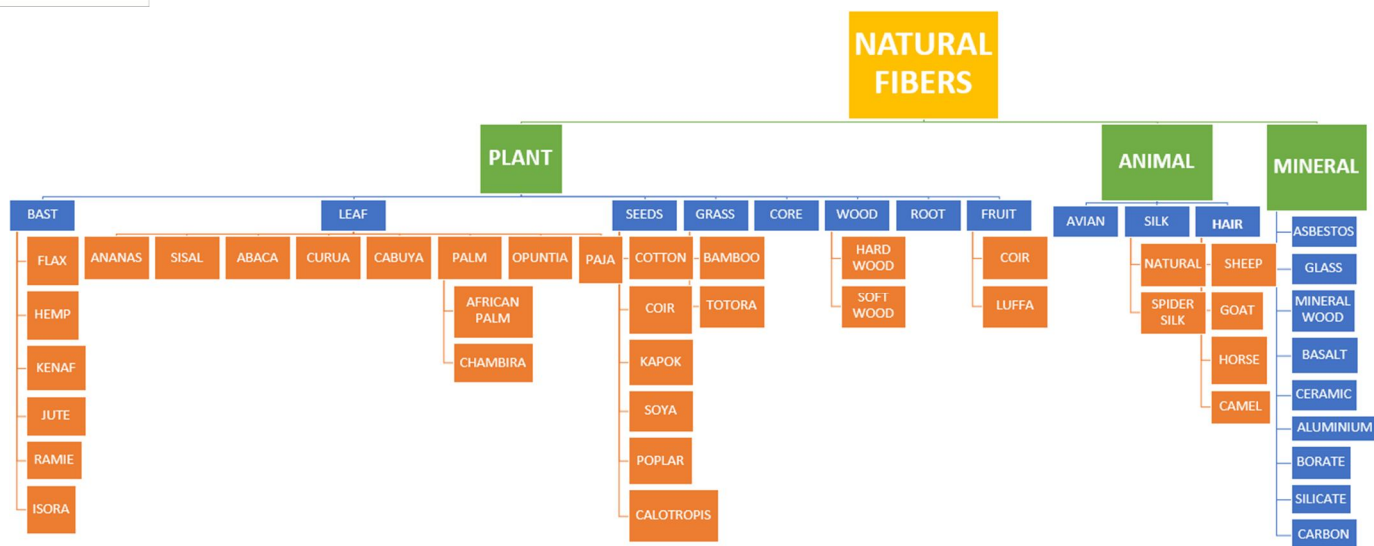 NATURAL
FIBERS
PLANT
ANIMAL
MINERAL
BAST
LEAF
SEEDS
GRASS
CORE
WOOD
ROOT
FRUIT
AVIAN
SILK
HAIR
FLAX
HEMP
KENAF
JUTE
RAMIE
ISORA
ANANAS
SISAL
ABACA
CURUA
CABUYA
PALM
OPUNTIA
PAJA
AFRICAN
PALM
CHAMBIRA
COTTON
COIR
KAPOK
SOYA
POPLAR
CALOTROPIS
BAMBOO
TOTORA
HARD
WOOD
SOFT
WOOD
COIR
LUFFA
NATURAL
SPIDER
SILK
SHEEP
GOAT
HORSE
CAMEL
ASBESTOS
GLASS
MINERAL
WOOD
BASALT
CERAMIC
ALUMINIUM
BORATE
SILICATE
CARBON